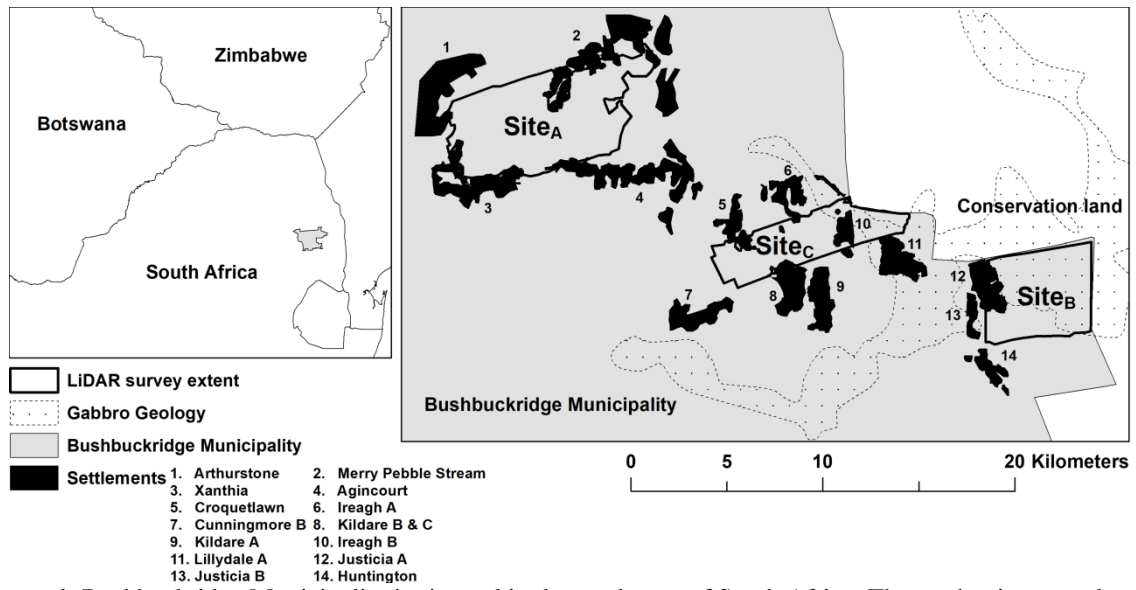 Zimbabwe
Botswana
South Africa
1
2
Site A
3
4
5
6
Conservation land
Site C
10
11
7
8
9
12
Site B
13
14
Bushbuckridge Municipality
LiDAR survey extent
Gabbro Geology
Bushbuckridge Municipality
Settlements
1. Arthurstone 2. Merry Pebble Stream
3. Xanthia 4. Agincourt
5. Croquetlawn 6. Ireagh A
7. Cunningmore B 8. Kildare B & C
9. Kildare A 10. Ireagh B
11. Lillydale A 12. Justicia A
13. Justicia B 14. Huntington
0 5 10 20 Kilometers